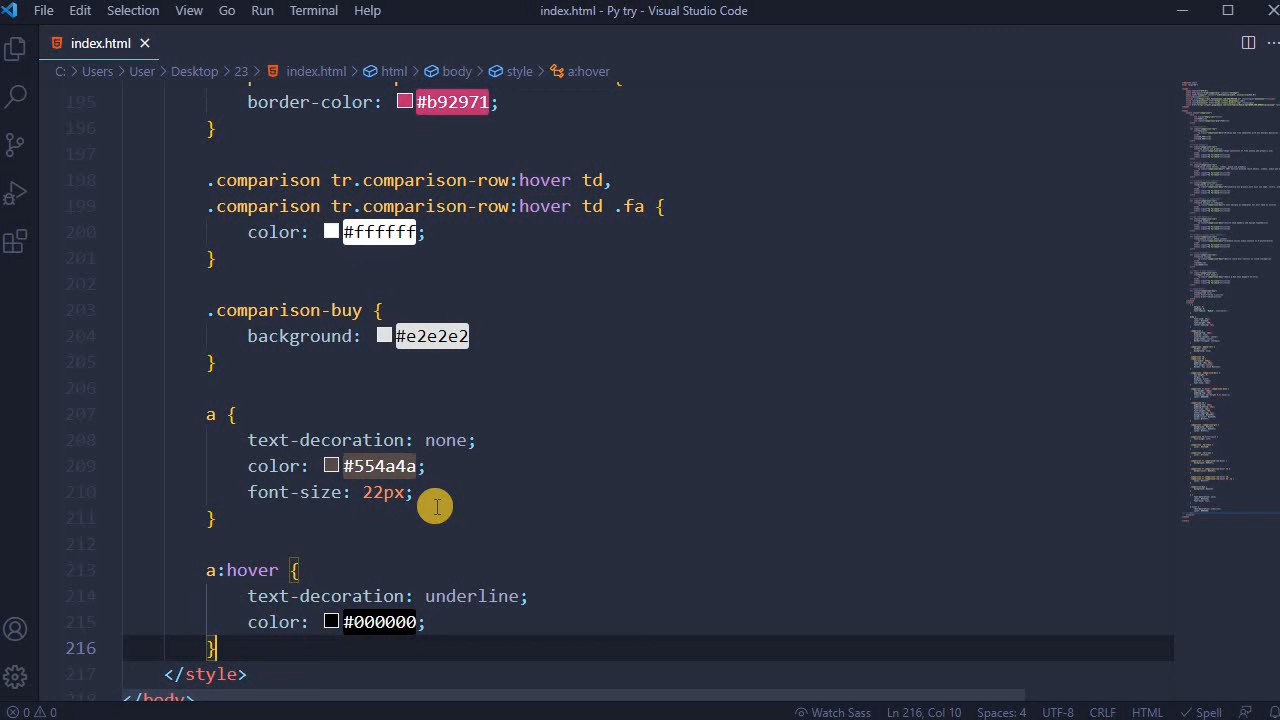 File Edit Selection View Go Run Terminal Help index.html - Py try - Visual Studio Code
index.html
C: > Users > User > Desktop > 23 > index.html > html > body > style > a:hover
195 border-color: #b92971;
196 }
197
198 .comparison tr.comparison-row:hover td,
199 .comparison tr.comparison-row:hover td .fa {
200 color: #ffffff;
201 }
202
203 .comparison-buy {
204 background: #e2e2e2
205 }
206
207 a {
208 text-decoration: none;
209 color: #554a4a;
210 font-size: 22px;
211 }
212
213 a:hover {
214 text-decoration: underline;
215 color: #000000;
216 }
217 </style>
218 </body>
0 0 Watch Sass Ln 216, Col 10 Spaces: 4 UTF-8 CRLF HTML Spell